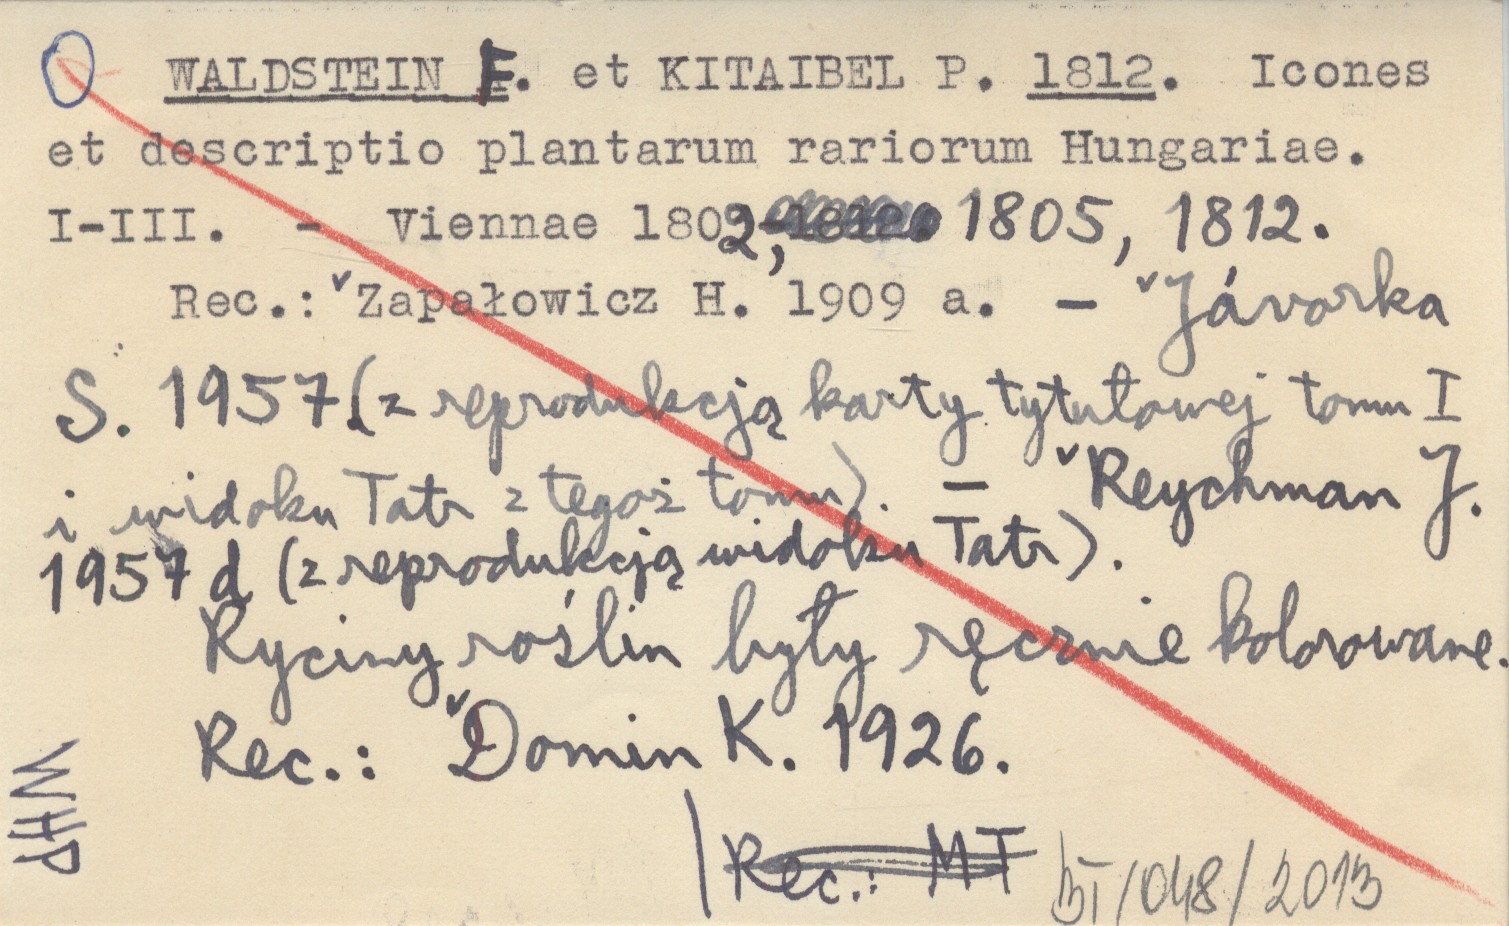 WALDSTEIN F. et KITAIBEL P. 1812. Icones
et descriptio plantarum rariorum Hungariae.
I-III. - Viennae 1802, 1805, 1812.
Rec.: ˇZapałowicz H. 1909 a. – ˇJávorka
S. 1957 (z reprodukcją karty tytułowej tomu I
i widoku Tatr z tegoż tomu). – ˇReychman J.
1957 d (z reprodukcją widoku Tatr).
Ryciny roślin były ręcznie kolorowane.
Rec.: ˇDomin K. 1926.
Rec.: MT
BT/048/2013
WHP